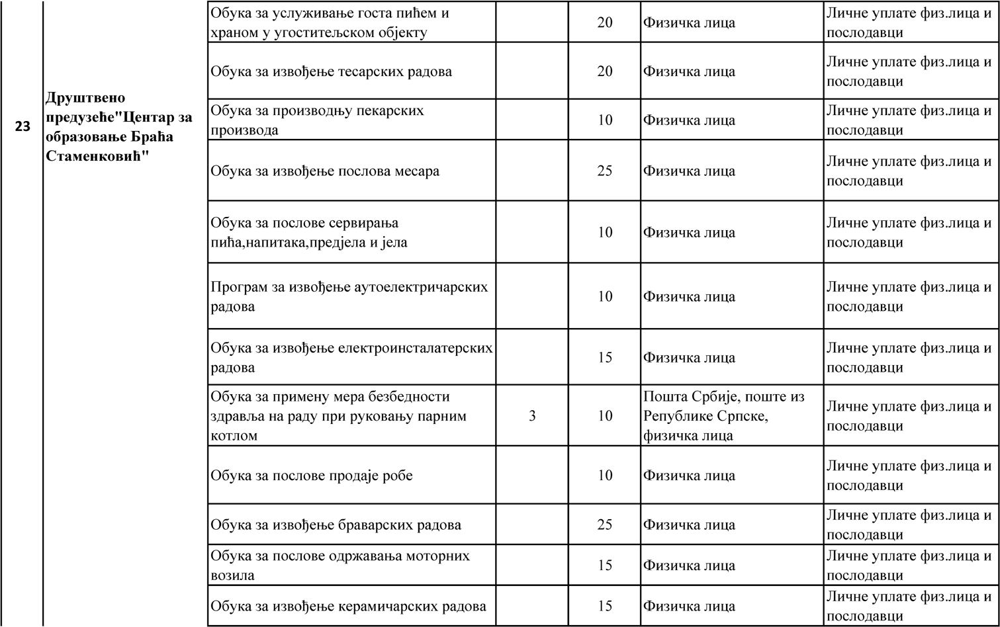 23
Друштвено
предузеће"Центар за
образовање Браћа
Стаменковић"
Обука за услуживање госта пићем и
храном у угоститељском објекту
20
Физичка лица
Личне уплате физ.лица и
послодавци
Обука за извођење тесарских радова
20
Физичка лица
Личне уплате физ.лица и
послодавци
Обука за производњу пекарских
производа
10
Физичка лица
Личне уплате физ.лица и
послодавци
Обука за извођење послова месара
25
Физичка лица
Личне уплате физ.лица и
послодавци
Обука за послове сервирања
пића,напитака,предјела и јела
10
Физичка лица
Личне уплате физ.лица и
послодавци
Програм за извођење аутоелектричарских
радова
10
Физичка лица
Личне уплате физ.лица и
послодавци
Обука за извођење електроинсталатерских
радова
15
Физичка лица
Личне уплате физ.лица и
послодавци
Обука за примену мера безбедности
здравља на раду при руковању парним
котлом
3
10
Пошта Србије, поште из
Републике Српске,
физичка лица
Личне уплате физ.лица и
послодавци
Обука за послове продаје робе
10
Физичка лица
Личне уплате физ.лица и
послодавци
Обука за извођење браварских радова
25
Физичка лица
Личне уплате физ.лица и
послодавци
Обука за послове одржавања моторних
возила
15
Физичка лица
Личне уплате физ.лица и
послодавци
Обука за извођење керамичарских радова
15
Физичка лица
Личне уплате физ.лица и
послодавци